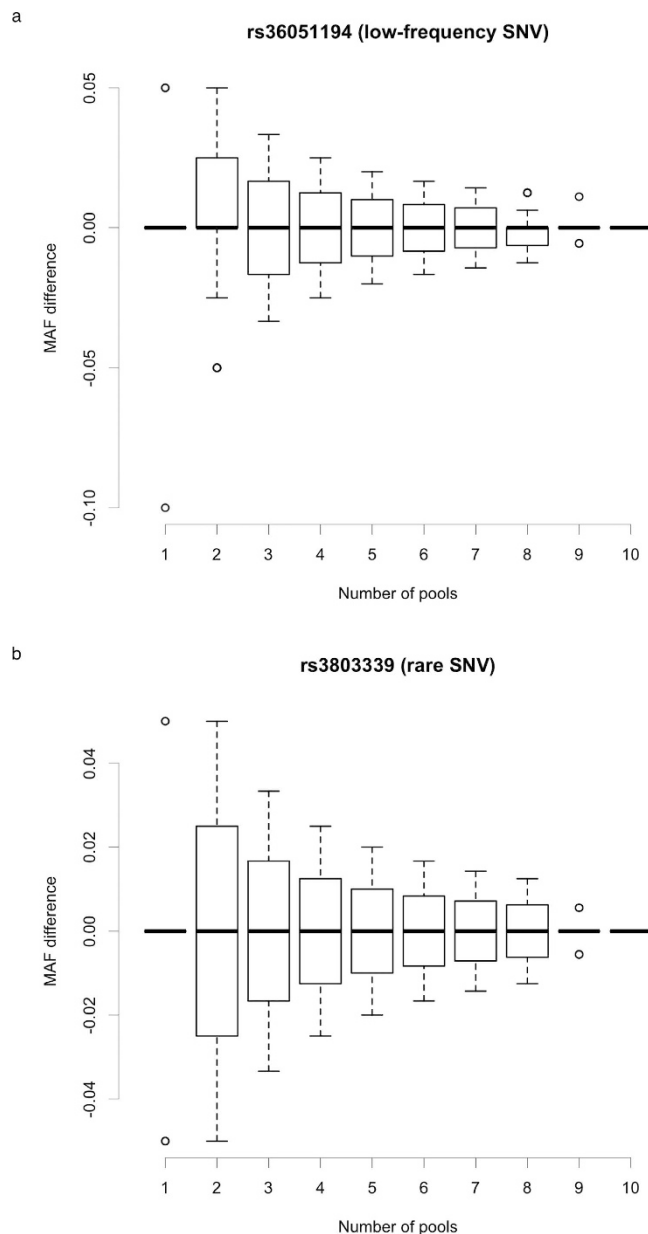 a
rs36051194 (low-frequency SNV)
0.05
0.00
-0.05
-0.10
MAF difference
1 2 3 4 5 6 7 8 9 10
Number of pools
b
rs3803339 (rare SNV)
0.04
0.02
0.00
-0.02
-0.04
MAF difference
1 2 3 4 5 6 7 8 9 10
Number of pools